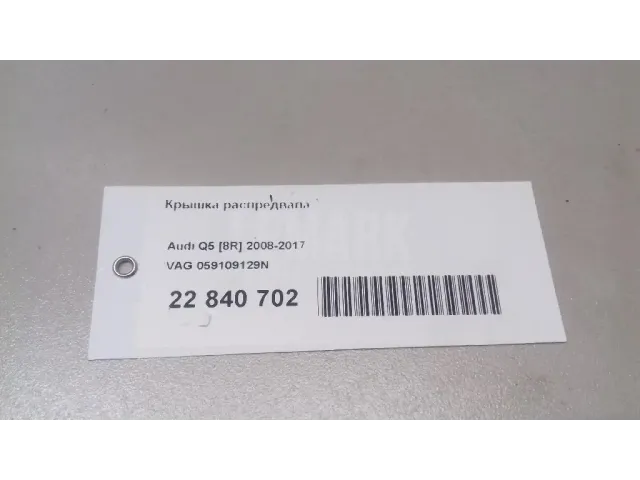 Крышка распредвала
Audi Q5 [8R] 2008-2017
VAG 059109129N
22 840 702